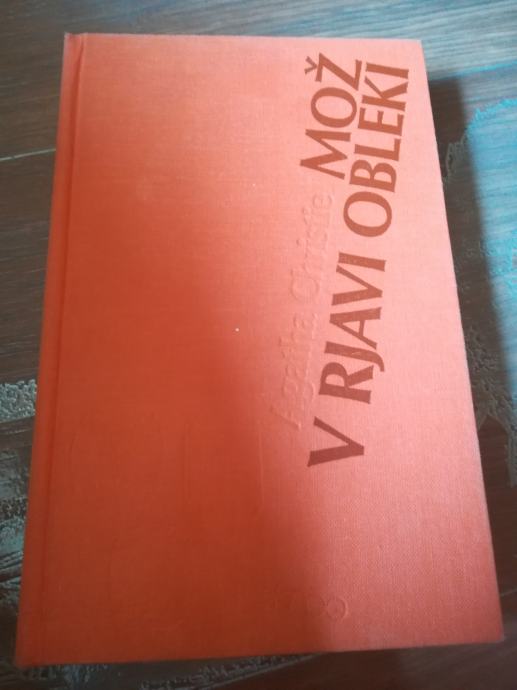 Agatha Christie
MOŽ
V RJAVI OBLEKI